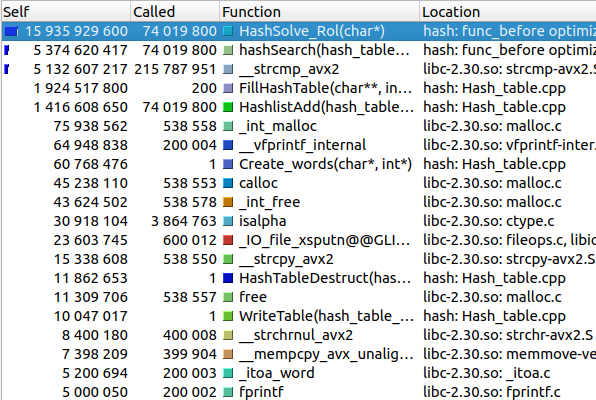 Self Called Function Location
15 935 929 600 74 019 800 HashSolve_Rol(char*) hash: func_before optimiz
5 374 620 417 74 019 800 hashSearch(hash_table... hash: func_before optimiz
5 132 607 217 215 787 951 __strcmp_avx2 libc-2.30.so: strcmp-avx2.S
1 924 517 800 200 FillHashTable(char**, in... hash: Hash_table.cpp
1 416 608 650 74 019 800 HashlistAdd(hash_table... hash: Hash_table.cpp
75 938 562 538 558 _int_malloc libc-2.30.so: malloc.c
64 948 838 200 004 __vfprintf_internal libc-2.30.so: vfprintf-inter.
60 768 476 1 Create_words(char*, int*) hash: Hash_table.cpp
45 238 110 538 553 calloc libc-2.30.so: malloc.c
43 624 502 538 578 _int_free libc-2.30.so: malloc.c
30 918 104 3 864 763 isalpha libc-2.30.so: ctype.c
23 603 745 600 012 _IO_file_xsputn@@GLI... libc-2.30.so: fileops.c, libio
15 338 608 538 550 __strcpy_avx2 libc-2.30.so: strcpy-avx2.S
11 862 653 1 HashTableDestruct(has... hash: Hash_table.cpp
11 309 706 538 557 free libc-2.30.so: malloc.c
10 047 017 1 WriteTable(hash_table_... hash: Hash_table.cpp
8 400 180 400 008 __strchrnul_avx2 libc-2.30.so: strchr-avx2.S
7 398 209 399 904 __mempcpy_avx_unalig... libc-2.30.so: memmove-ve
5 200 694 200 003 _itoa_word libc-2.30.so: _itoa.c
5 000 050 200 002 fprintf libc-2.30.so: fprintf.c